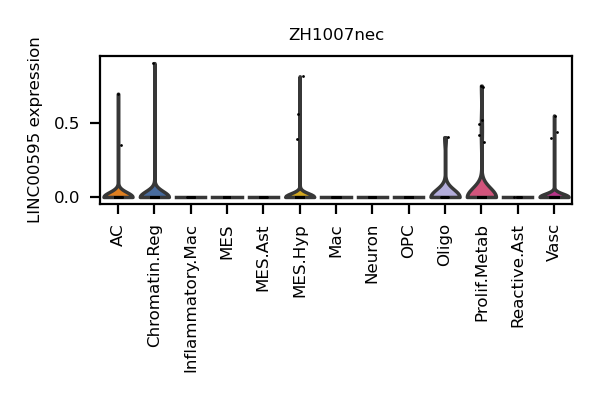 ZH1007nec
LINC00595 expression
0.5
0.0
AC
Chromatin.Reg
Inflammatory.Mac
MES
MES.Ast
MES.Hyp
Mac
Neuron
OPC
Oligo
Prolif.Metab
Reactive.Ast
Vasc